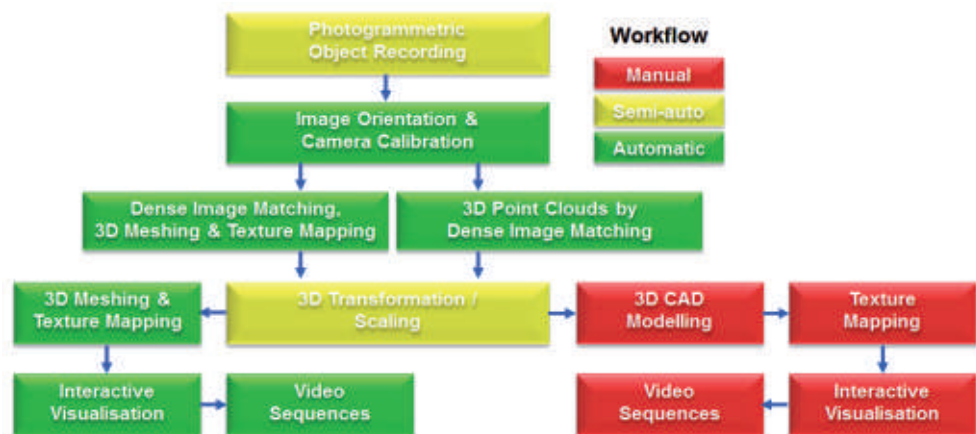 Photogrammetric
Object Recording
Workflow
Manual
Semi-auto
Automatic
Image Orientation &
Camera Calibration
Dense Image Matching,
3D Meshing & Texture Mapping
3D Point Clouds by
Dense Image Matching
3D Meshing &
Texture Mapping
3D Transformation /
Scaling
3D CAD
Modelling
Texture
Mapping
Interactive
Visualisation
Video
Sequences
Video
Sequences
Interactive
Visualisation